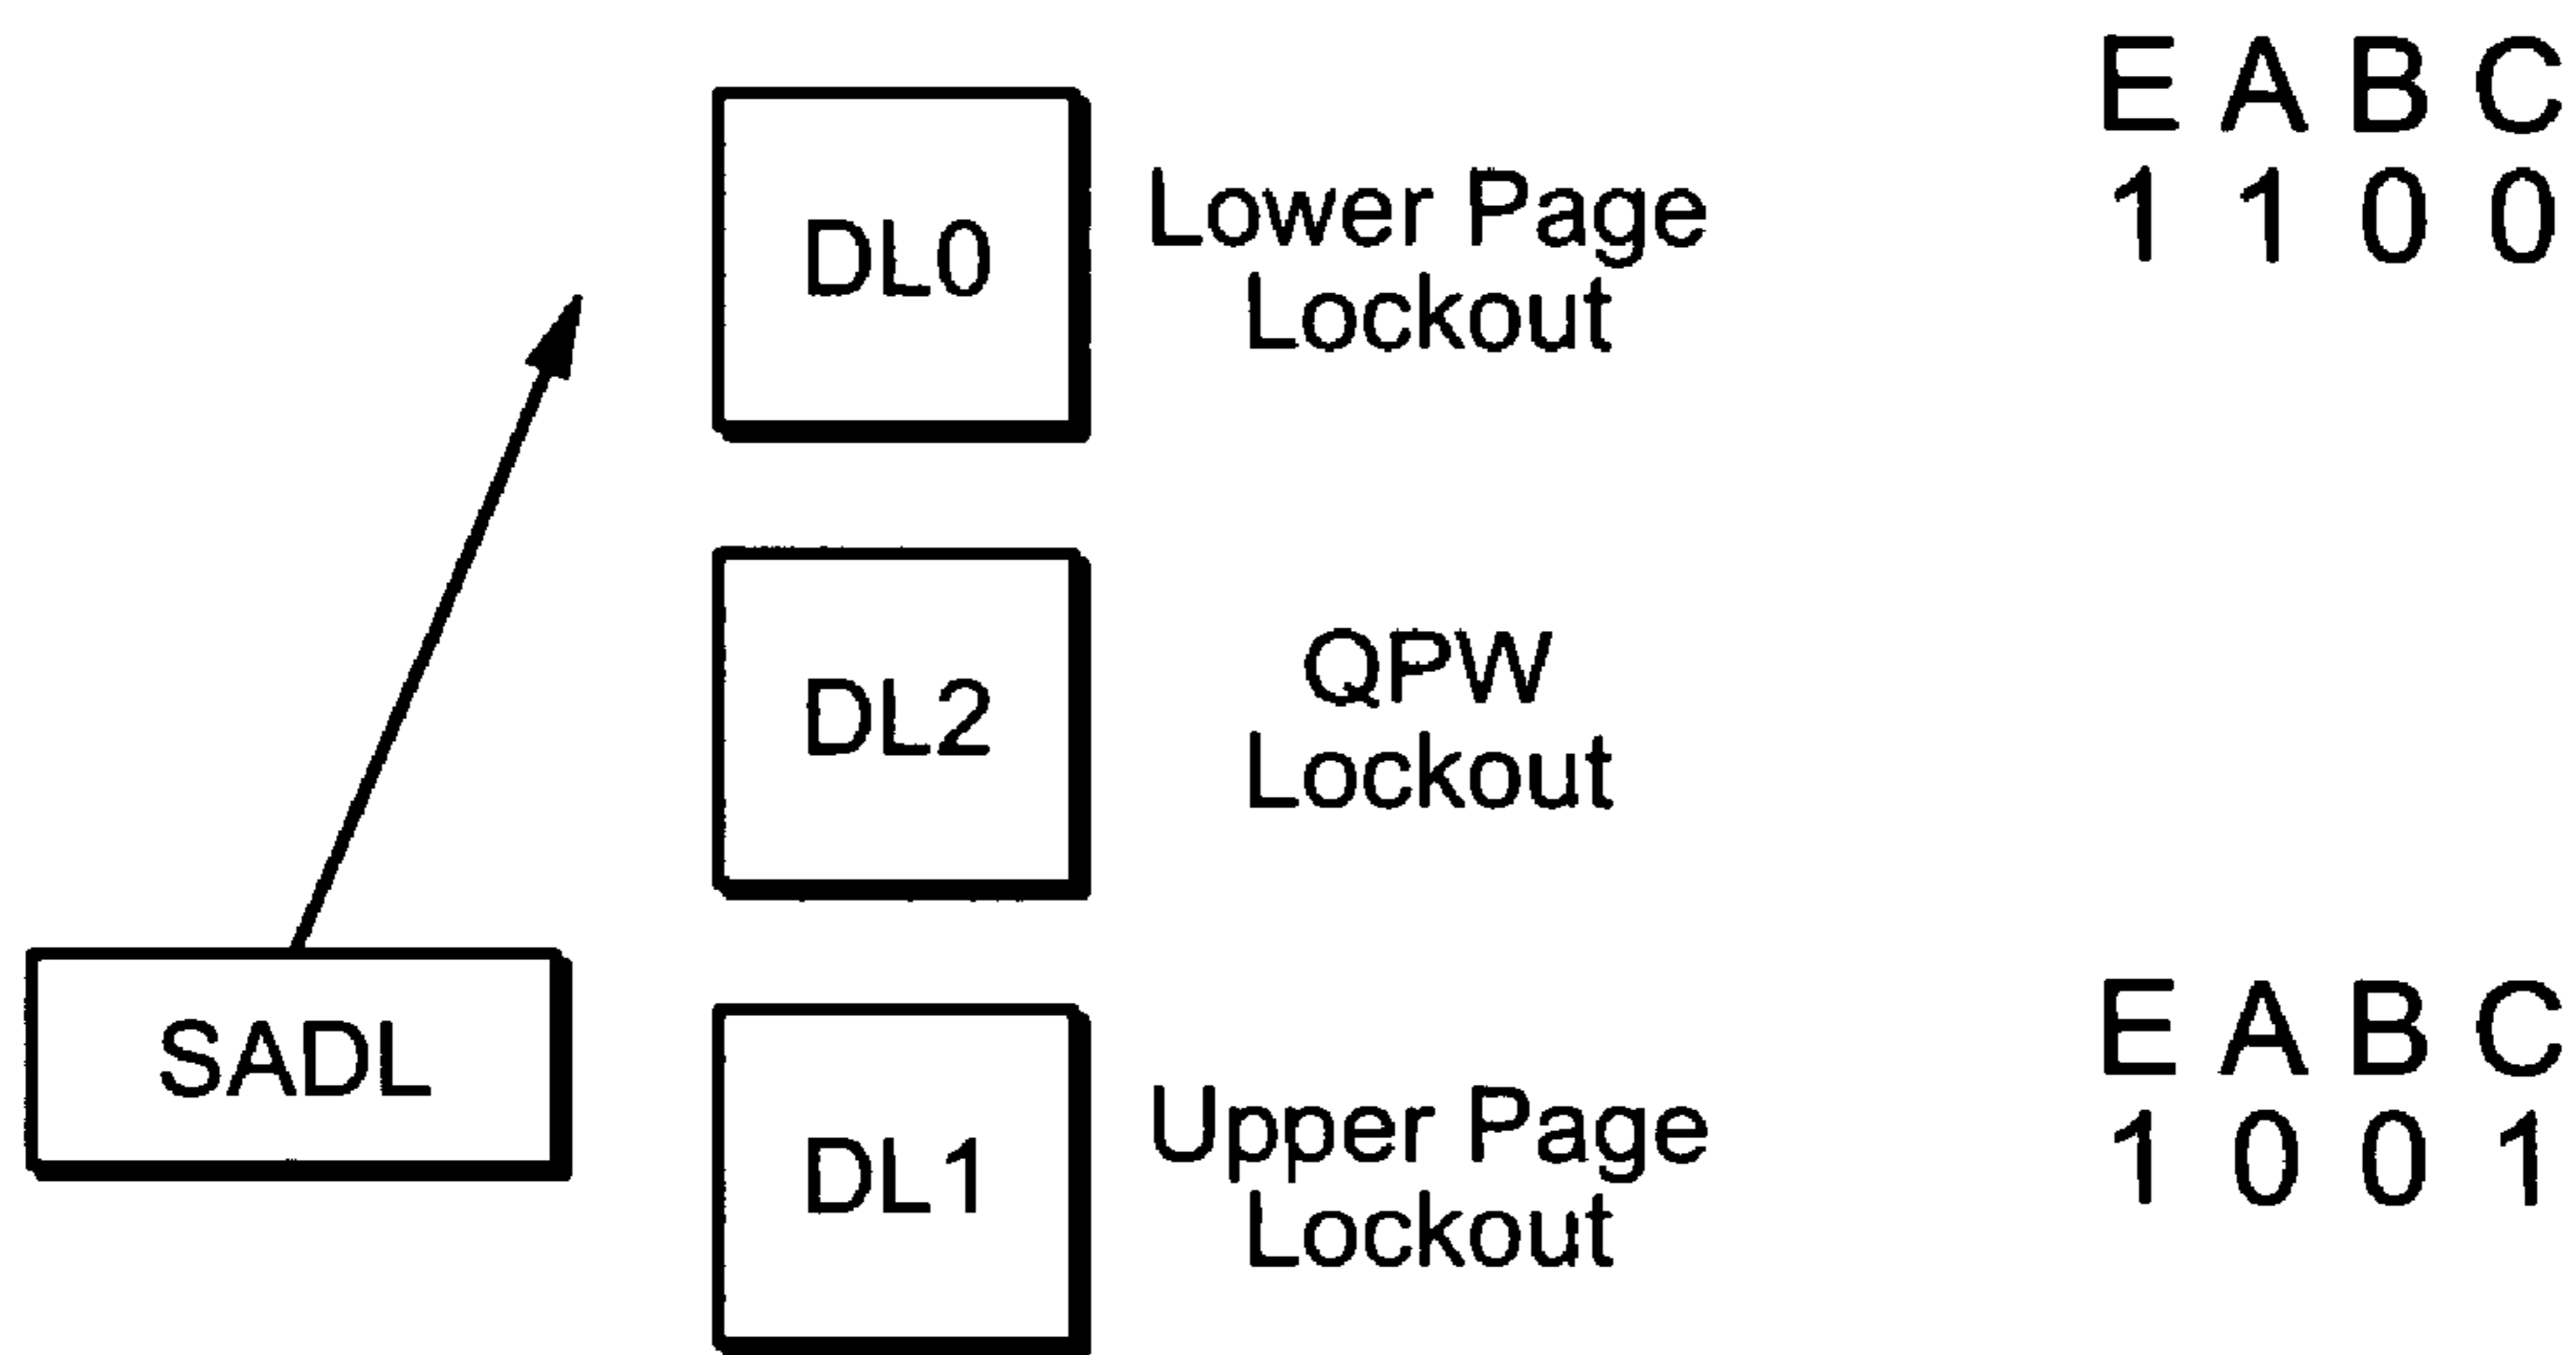 E A B C
1 1 0 0
DL0
Lower Page
Lockout
DL2
QPW
Lockout
SADL
DL1
Upper Page
Lockout
E A B C
1 0 0 1